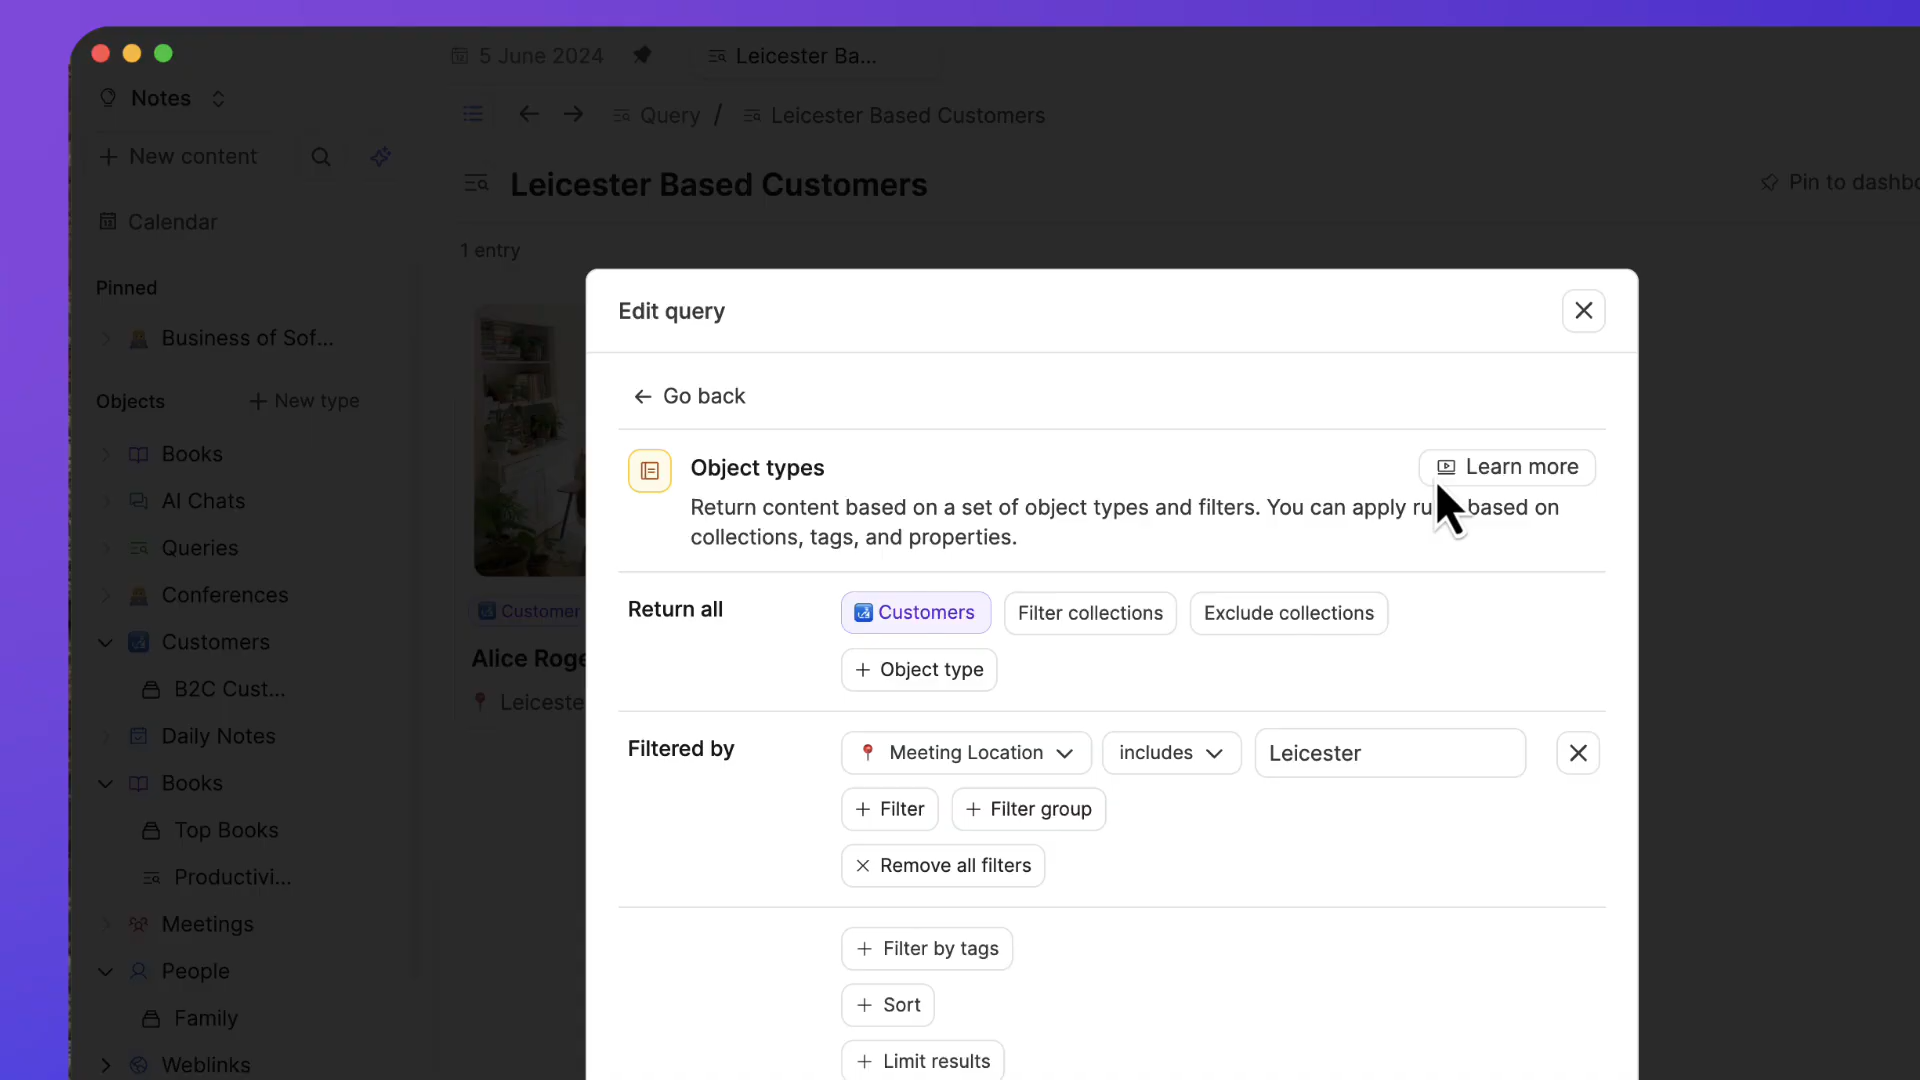 5 June 2024
Leicester Ba...
Notes
Query / Leicester Based Customers
New content
Leicester Based Customers
Pin to
Calendar
1 entry
Pinned
Business of Sof...
Objects
New type
Books
AI Chats
Queries
Conferences
Customers
B2C Cust...
Daily Notes
Books
Top Books
Productivi...
Meetings
People
Family
Weblinks
Customer
Alice
Edit query
Go back
Object types
Learn more
Return content based on a set of object types and filters. You can apply based on
collections, tags, and properties.
Return all
Customers Filter collections Exclude collections
+ Object type
Filtered by
Meeting Location includes Leicester
+ Filter + Filter group
Remove all filters
+ Filter by tags
+ Sort
+ Limit results